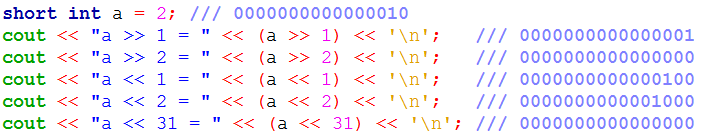 short int a = 2; /// 0000000000000010
cout << "a >> 1 = " << (a >> 1) << '\n';   /// 0000000000000001
cout << "a >> 2 = " << (a >> 2) << '\n';   /// 0000000000000000
cout << "a << 1 = " << (a << 1) << '\n';   /// 0000000000000100
cout << "a << 2 = " << (a << 2) << '\n';   /// 0000000000001000
cout << "a << 31 = " << (a << 31) << '\n'; /// 0000000000000000